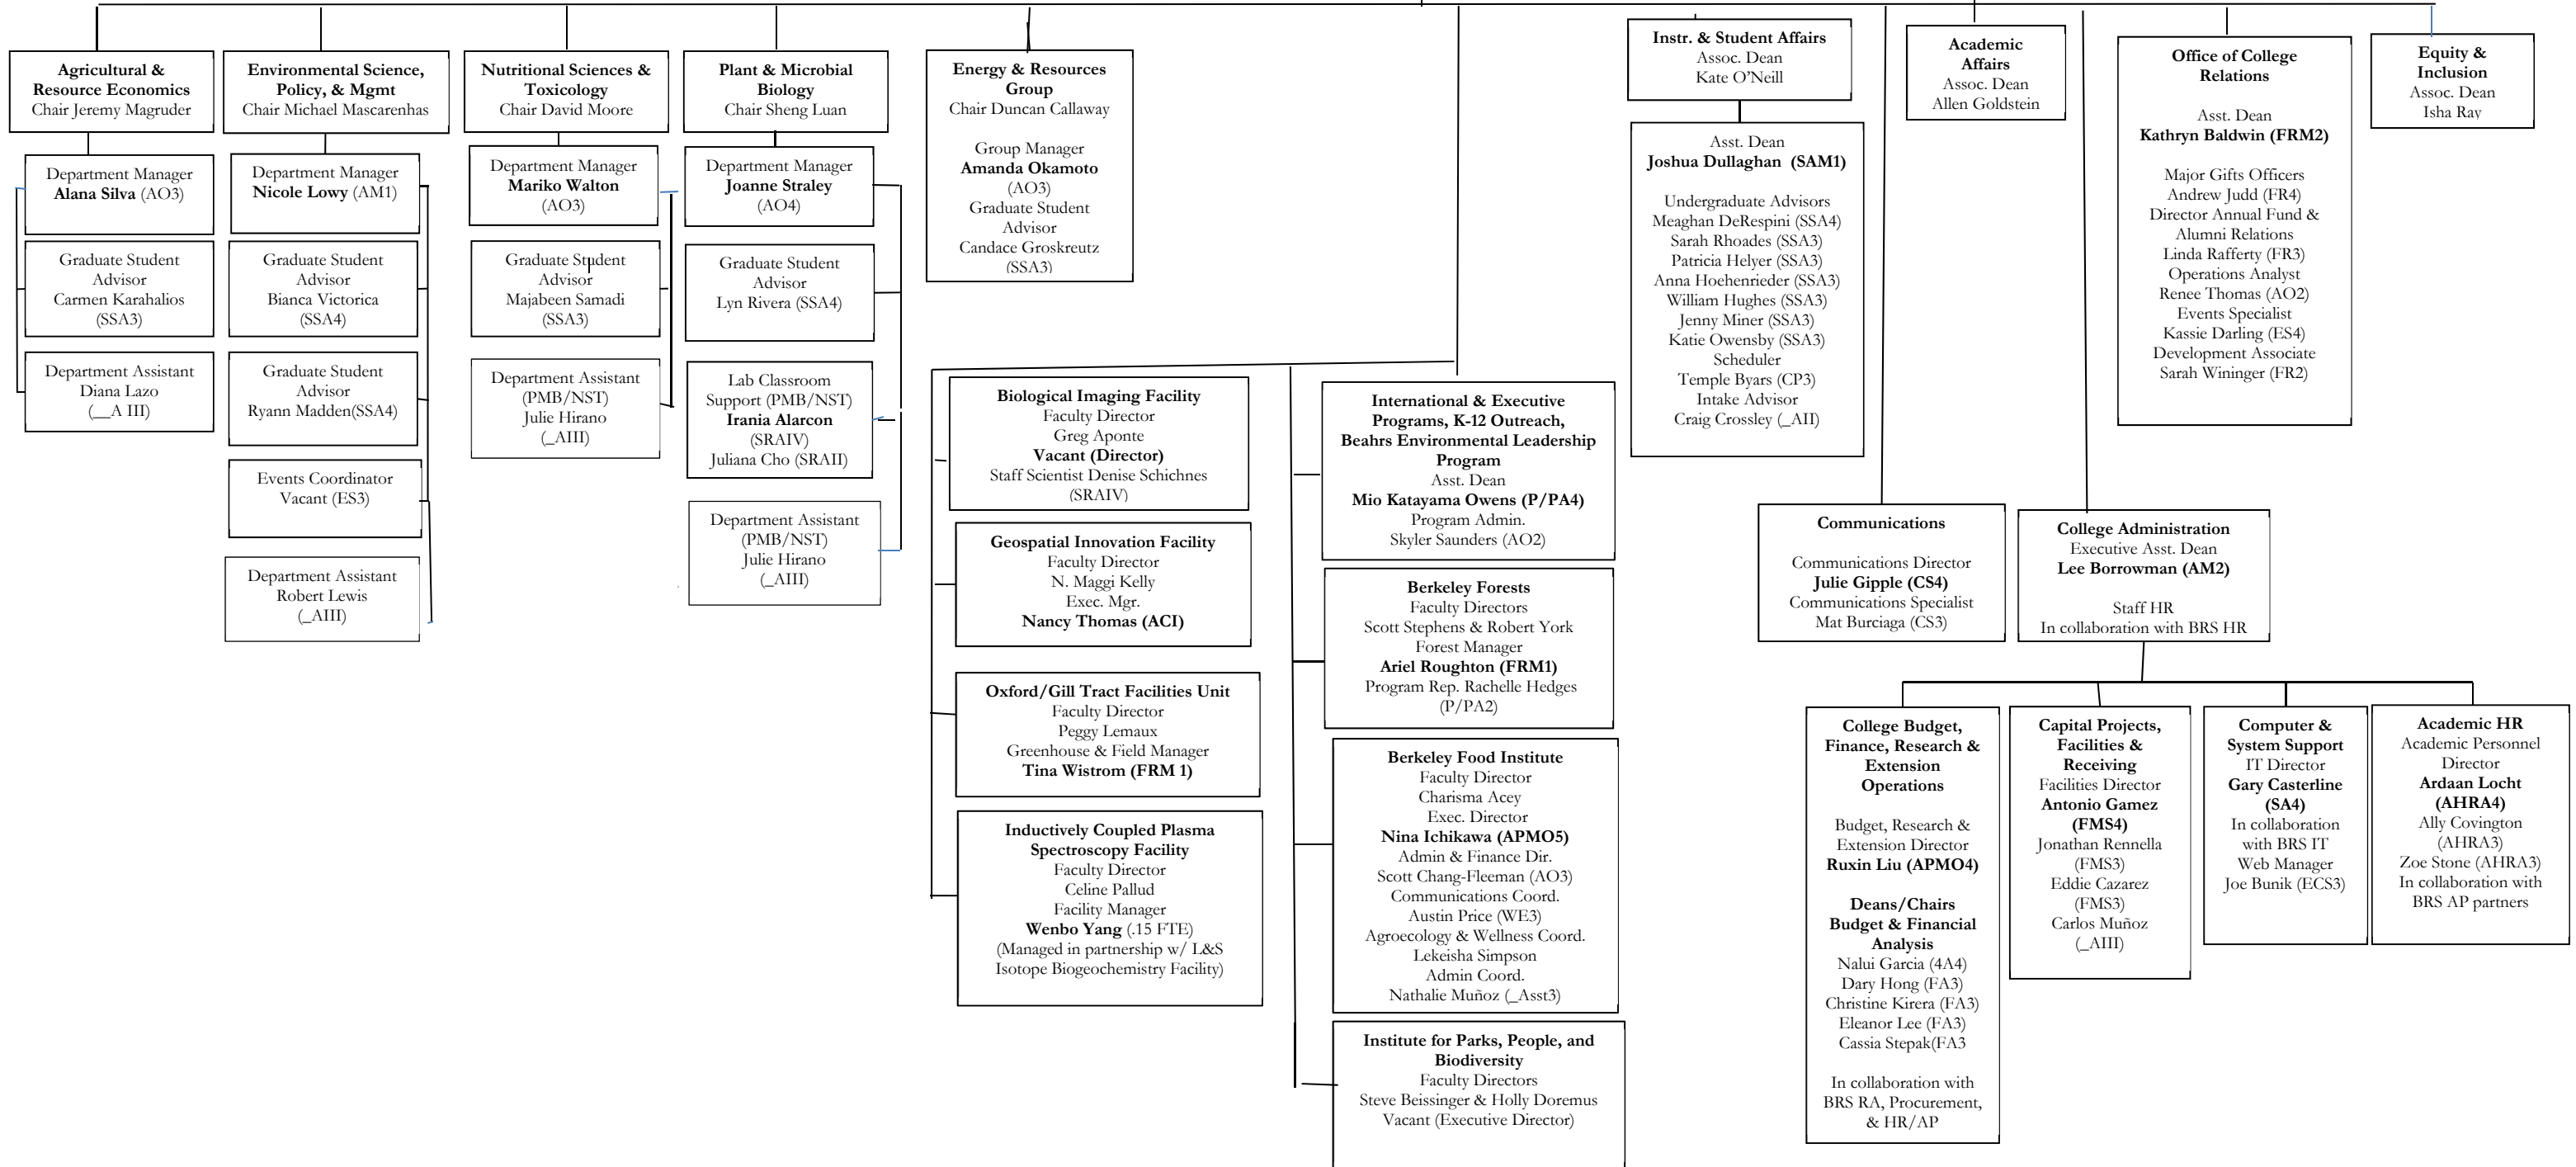 Agricultural &
Resource Economics
Chair Jeremy Magruder
Department Manager
Alana Silva (AO3)
Graduate Student
Advisor
Carmen Karahalios
(SSA3)
Department Assistant
Diana Lazo
(__A III)
Environmental Science,
Policy, & Mgmt
Chair Michael Mascarenhas
Department Manager
Nicole Lowy (AM1)
Graduate Student
Advisor
Bianca Victorica
(SSA4)
Graduate Student
Advisor
Ryann Madden(SSA4)
Events Coordinator
Vacant (ES3)
Department Assistant
Robert Lewis
(_AIII)
Nutritional Sciences &
Toxicology
Chair David Moore
Department Manager
Mariko Walton
(AO3)
Graduate Student
Advisor
Majabeen Samadi
(SSA3)
Department Assistant
(PMB/NST)
Julie Hirano
(_AIII)
Plant & Microbial
Biology
Chair Sheng Luan
Department Manager
Joanne Straley
(AO4)
Graduate Student
Advisor
Lyn Rivera (SSA4)
Lab Classroom
Support (PMB/NST)
Irania Alarcon
(SRAIV)
Juliana Cho (SRAII)
Department Assistant
(PMB/NST)
Julie Hirano
(_AIII)
Energy & Resources
Group
Chair Duncan Callaway
Group Manager
Amanda Okamoto
(AO3)
Graduate Student
Advisor
Candace Groskreutz
(SSA3)
Biological Imaging Facility
Faculty Director
Greg Aponte
Vacant (Director)
Staff Scientist Denise Schichnes
(SRAIV)
Geospatial Innovation Facility
Faculty Director
N. Maggi Kelly
Exec. Mgr.
Nancy Thomas (ACI)
Oxford/Gill Tract Facilities Unit
Faculty Director
Peggy Lemaux
Greenhouse & Field Manager
Tina Wistrom (FRM 1)
Inductively Coupled Plasma
Spectroscopy Facility
Faculty Director
Celine Pallud
Facility Manager
Wenbo Yang (.15 FTE)
(Managed in partnership w/ L&S
Isotope Biogeochemistry Facility)
International & Executive
Programs, K-12 Outreach,
Beahrs Environmental Leadership
Program
Asst. Dean
Mio Katayama Owens (P/PA4)
Program Admin.
Skyler Saunders (AO2)
Berkeley Forests
Faculty Directors
Scott Stephens & Robert York
Forest Manager
Ariel Roughton (FRM1)
Program Rep. Rachelle Hedges
(P/PA2)
Berkeley Food Institute
Faculty Director
Charisma Acey
Exec. Director
Nina Ichikawa (APMO5)
Admin & Finance Dir.
Scott Chang-Fleeman (AO3)
Communications Coord.
Austin Price (WE3)
Agroecology & Wellness Coord.
Lekeisha Simpson
Admin Coord.
Nathalie Muñoz (_Asst3)
Institute for Parks, People, and
Biodiversity
Faculty Directors
Steve Beissinger & Holly Doremus
Vacant (Executive Director)
Instr. & Student Affairs
Assoc. Dean
Kate O’Neill
Asst. Dean
Joshua Dullaghan (SAM1)
Undergraduate Advisors
Meaghan DeRespini (SSA4)
Sarah Rhoades (SSA3)
Patricia Helyer (SSA3)
Anna Hoehenrieder (SSA3)
William Hughes (SSA3)
Jenny Miner (SSA3)
Katie Owensby (SSA3)
Scheduler
Temple Byars (CP3)
Intake Advisor
Craig Crossley (_AII)
Communications
Communications Director
Julie Gipple (CS4)
Communications Specialist
Mat Burciaga (CS3)
Academic
Affairs
Assoc. Dean
Allen Goldstein
College Administration
Executive Asst. Dean
Lee Borrowman (AM2)
Staff HR
In collaboration with BRS HR
College Budget,
Finance, Research &
Extension
Operations
Budget, Research &
Extension Director
Ruxin Liu (APMO4)
Deans/Chairs
Budget & Financial
Analysis
Nalui Garcia (4A4)
Dary Hong (FA3)
Christine Kirera (FA3)
Eleanor Lee (FA3)
Cassia Stepak(FA3
In collaboration with
BRS RA, Procurement,
& HR/AP
Capital Projects,
Facilities &
Receiving
Facilities Director
Antonio Gamez
(FMS4)
Jonathan Rennella
(FMS3)
Eddie Cazarez
(FMS3)
Carlos Muñoz
(_AIII)
Computer &
System Support
IT Director
Gary Casterline
(SA4)
In collaboration
with BRS IT
Web Manager
Joe Bunik (ECS3)
Academic HR
Academic Personnel
Director
Ardaan Locht
(AHRA4)
Ally Covington
(AHRA3)
Zoe Stone (AHRA3)
In collaboration with
BRS AP partners
Office of College
Relations
Asst. Dean
Kathryn Baldwin (FRM2)
Major Gifts Officers
Andrew Judd (FR4)
Director Annual Fund &
Alumni Relations
Linda Rafferty (FR3)
Operations Analyst
Renee Thomas (AO2)
Events Specialist
Kassie Darling (ES4)
Development Associate
Sarah Wininger (FR2)
Equity &
Inclusion
Assoc. Dean
Isha Ray